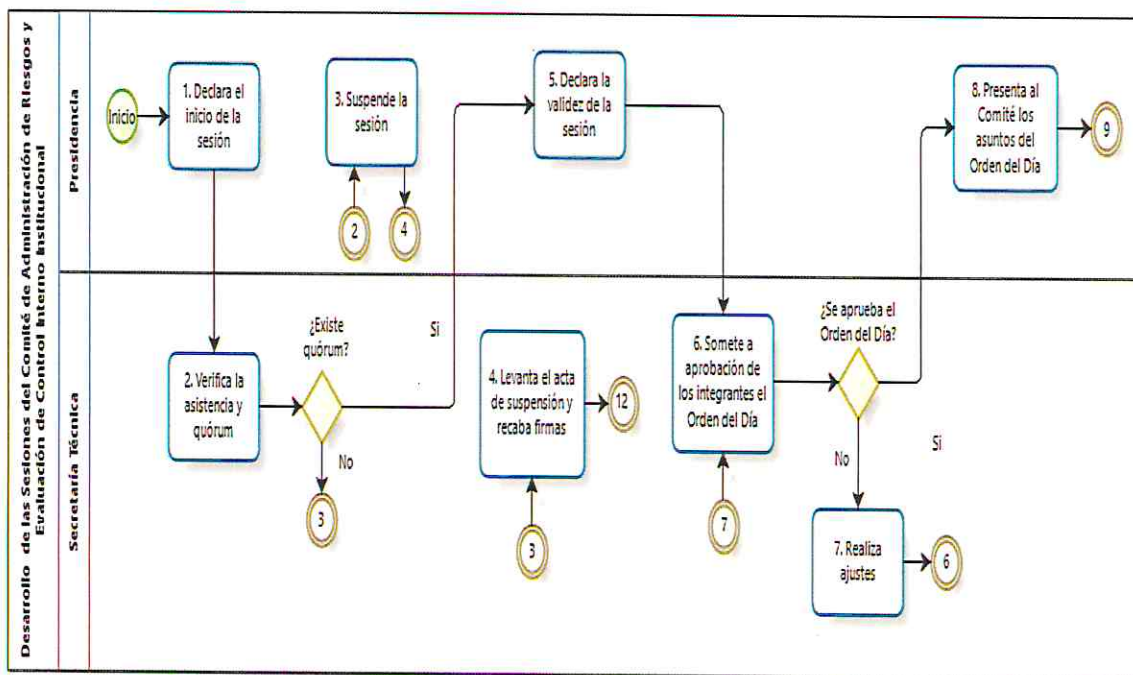 Desarrollo de las Sesiones del Comité de Administración de Riesgos y
Evaluación de Control Interno Institucional
Presidencia
Inicio
1. Declara el
inicio de la
sesión
3. Suspende la
sesión
2
4
5. Declara la
validez de la
sesión
8. Presenta al
Comité los
asuntos del
Orden del Día
9
Secretaría Técnica
2. Verifica la
asistencia y
quórum
¿Existe
quórum?
Si
No
3
4. Levanta el acta
de suspensión y
recaba firmas
12
3
6. Somete a
aprobación de
los integrantes el
Orden del Día
7
¿Se aprueba el
Orden del Día?
Si
No
7. Realiza
ajustes
6